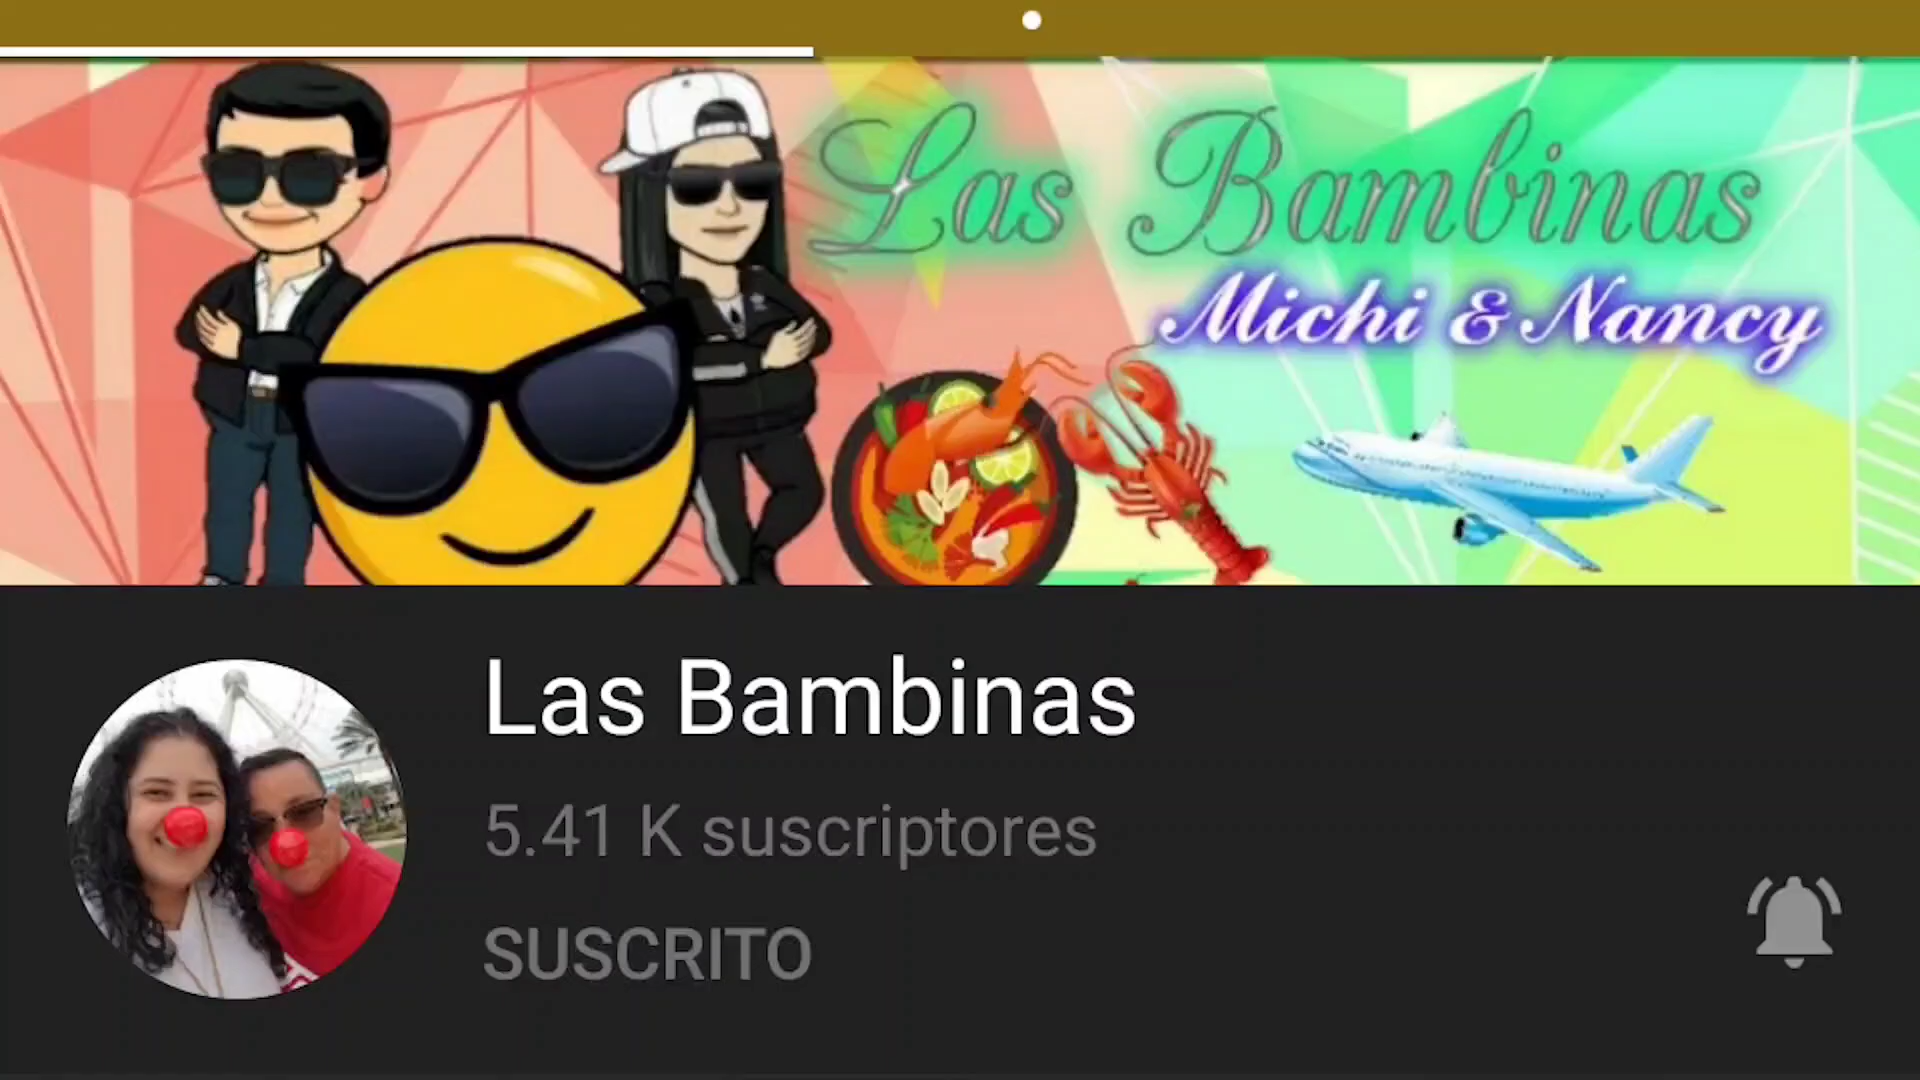 Las Bambinas
Michi & Nancy
Las Bambinas
5.41 K suscriptores
SUSCRITO